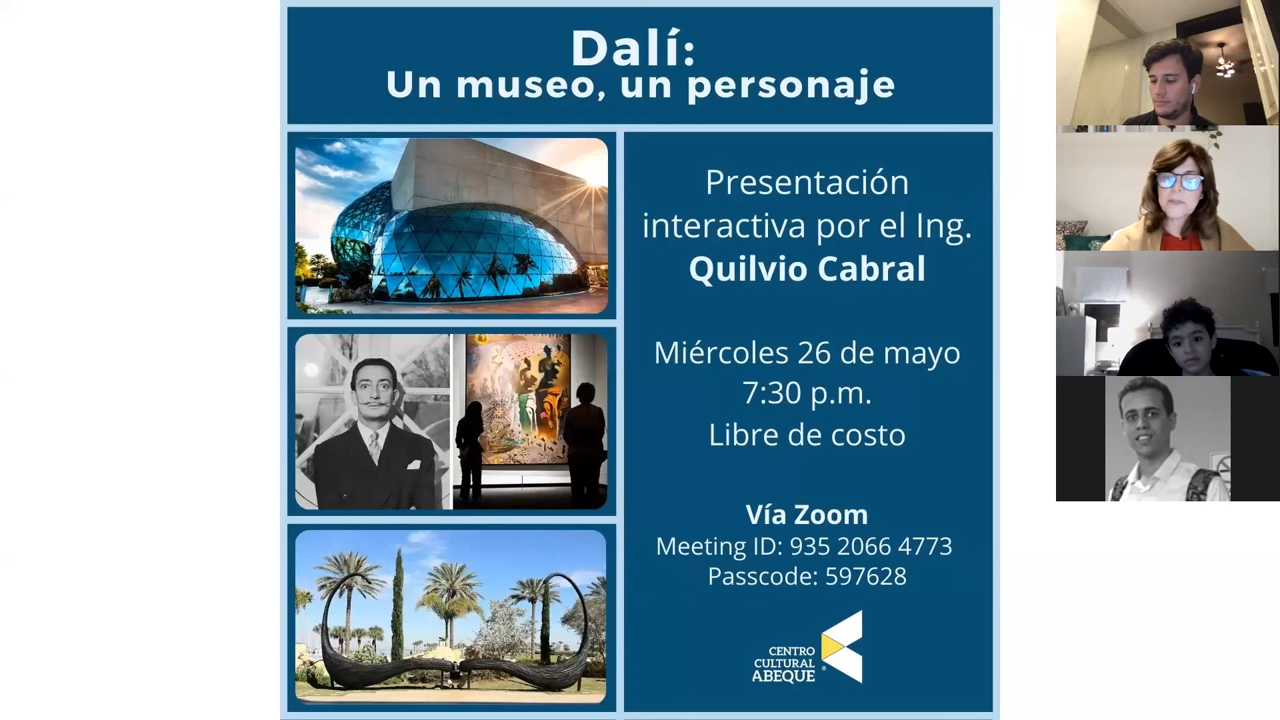 Dalí:
Un museo, un personaje
Presentación
interactiva por el Ing.
Quilvio Cabral
Miércoles 26 de mayo
7:30 p.m.
Libre de costo
Vía Zoom
Meeting ID: 935 2066 4773
Passcode: 597628
CENTRO
CULTURAL
ABEQUE